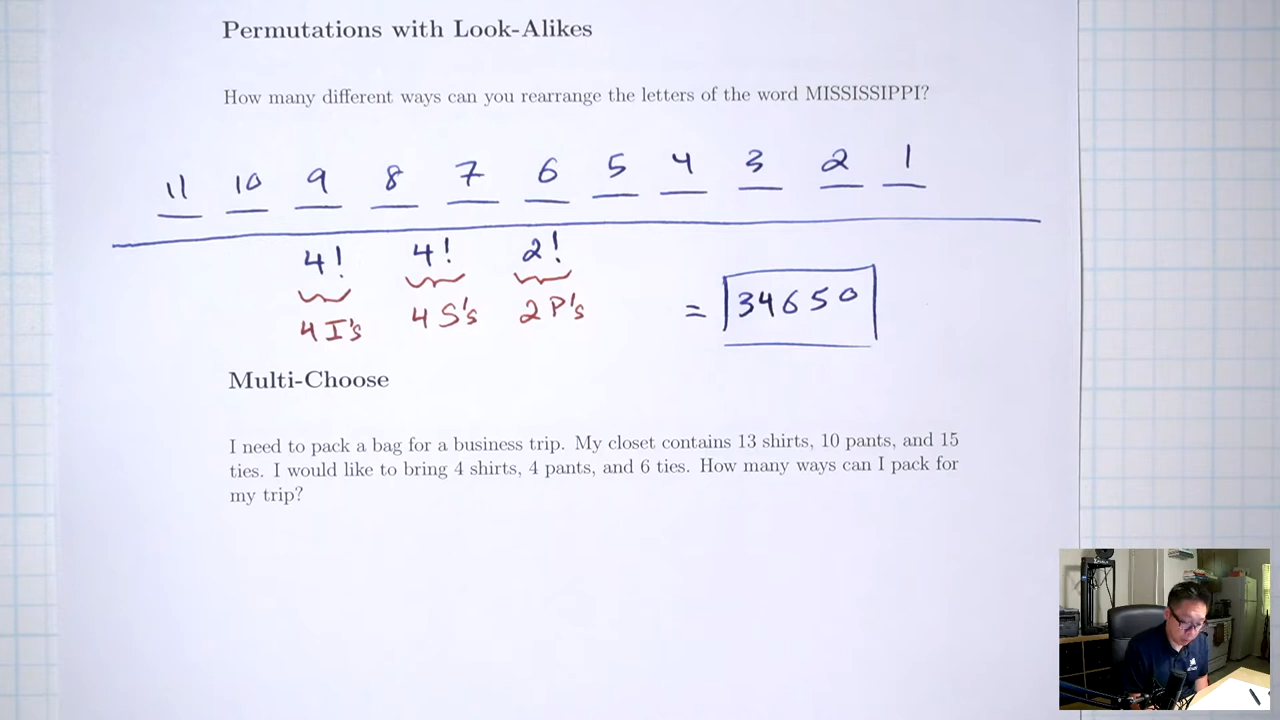 Permutations with Look-Alikes
How many different ways can you rearrange the letters of the word MISSISSIPPI?
11 10 9 8 7 6 5 4 3 2 1
4! 4! 2!
4 I's 4 S's 2 P's = 34650
Multi-Choose
I need to pack a bag for a business trip. My closet contains 13 shirts, 10 pants, and 15
ties. I would like to bring 4 shirts, 4 pants, and 6 ties. How many ways can I pack for
my trip?